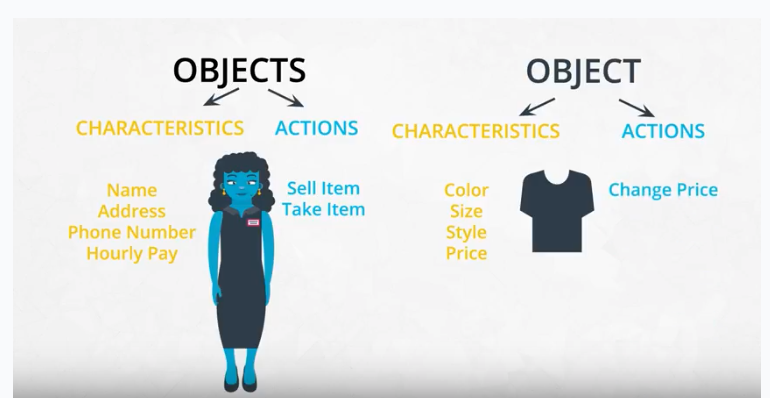 OBJECTS
CHARACTERISTICS
ACTIONS
Name
Address
Phone Number
Hourly Pay
Sell Item
Take Item
OBJECT
CHARACTERISTICS
ACTIONS
Color
Size
Style
Price
Change Price